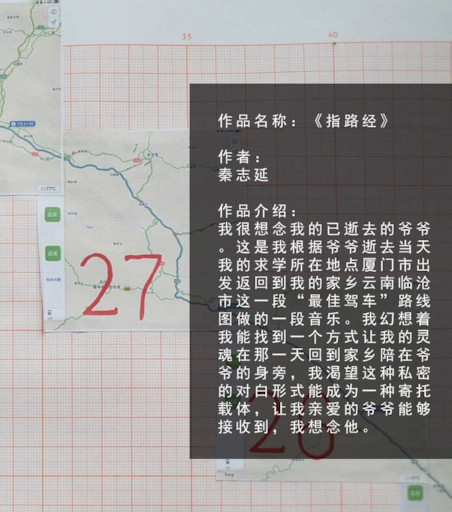 35
40
作品名称：《指路经》
作者：
秦志延
11°C
作品介绍：
我很想念我的已逝去的爷爷
。这是我根据爷爷逝去当天
我的求学所在地点厦门市出
发返回到我的家乡云南临沧
市这一段“最佳驾车”路线
图做的一段音乐。我幻想着
我能找到一个方式让我的灵
魂在那一天回到家乡陪在爷
爷的身旁，我渴望这种私密
的对白形式能成为一种寄托
载体，让我亲爱的爷爷能够
接收到，我想念他。
27
26